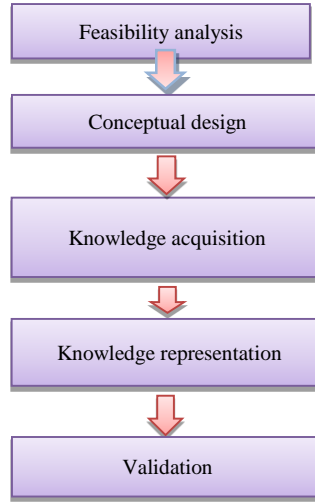 Feasibility analysis
Conceptual design
Knowledge acquisition
Knowledge representation
Validation